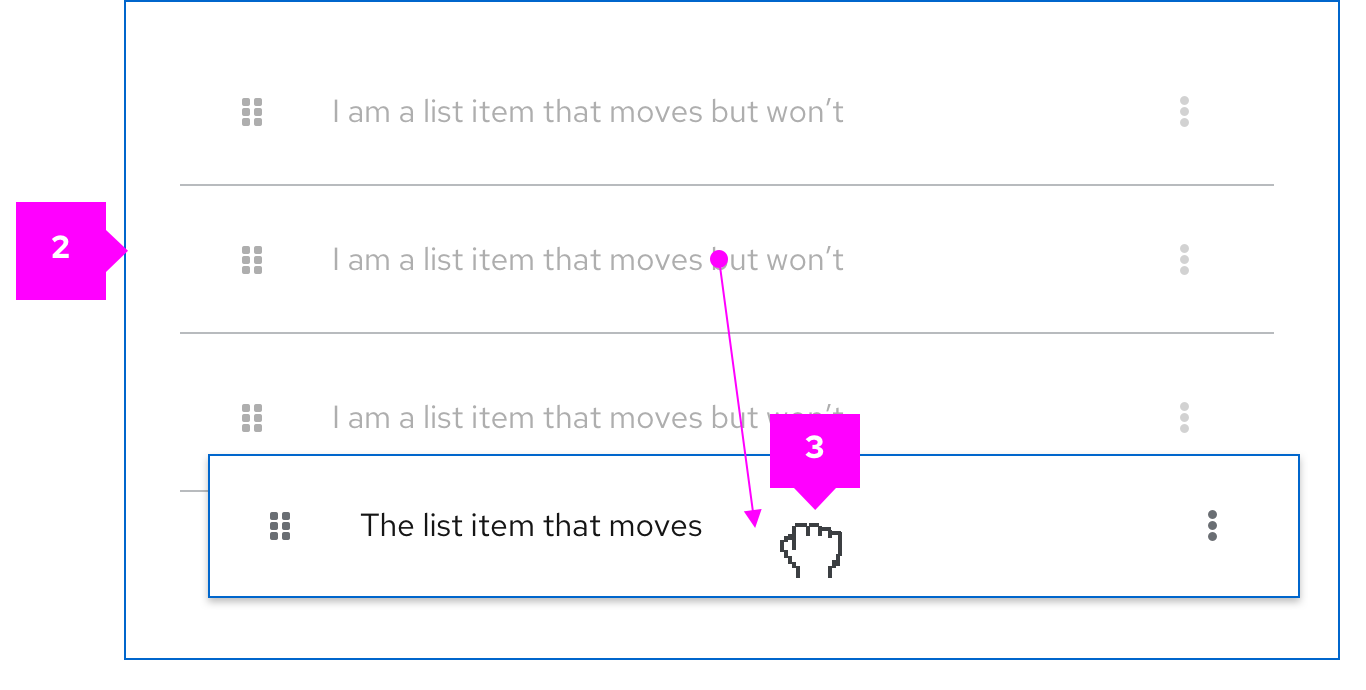 I am a list item that moves but won’t
2
I am a list item that moves but won’t
I am a list item that moves but won’t
3
The list item that moves